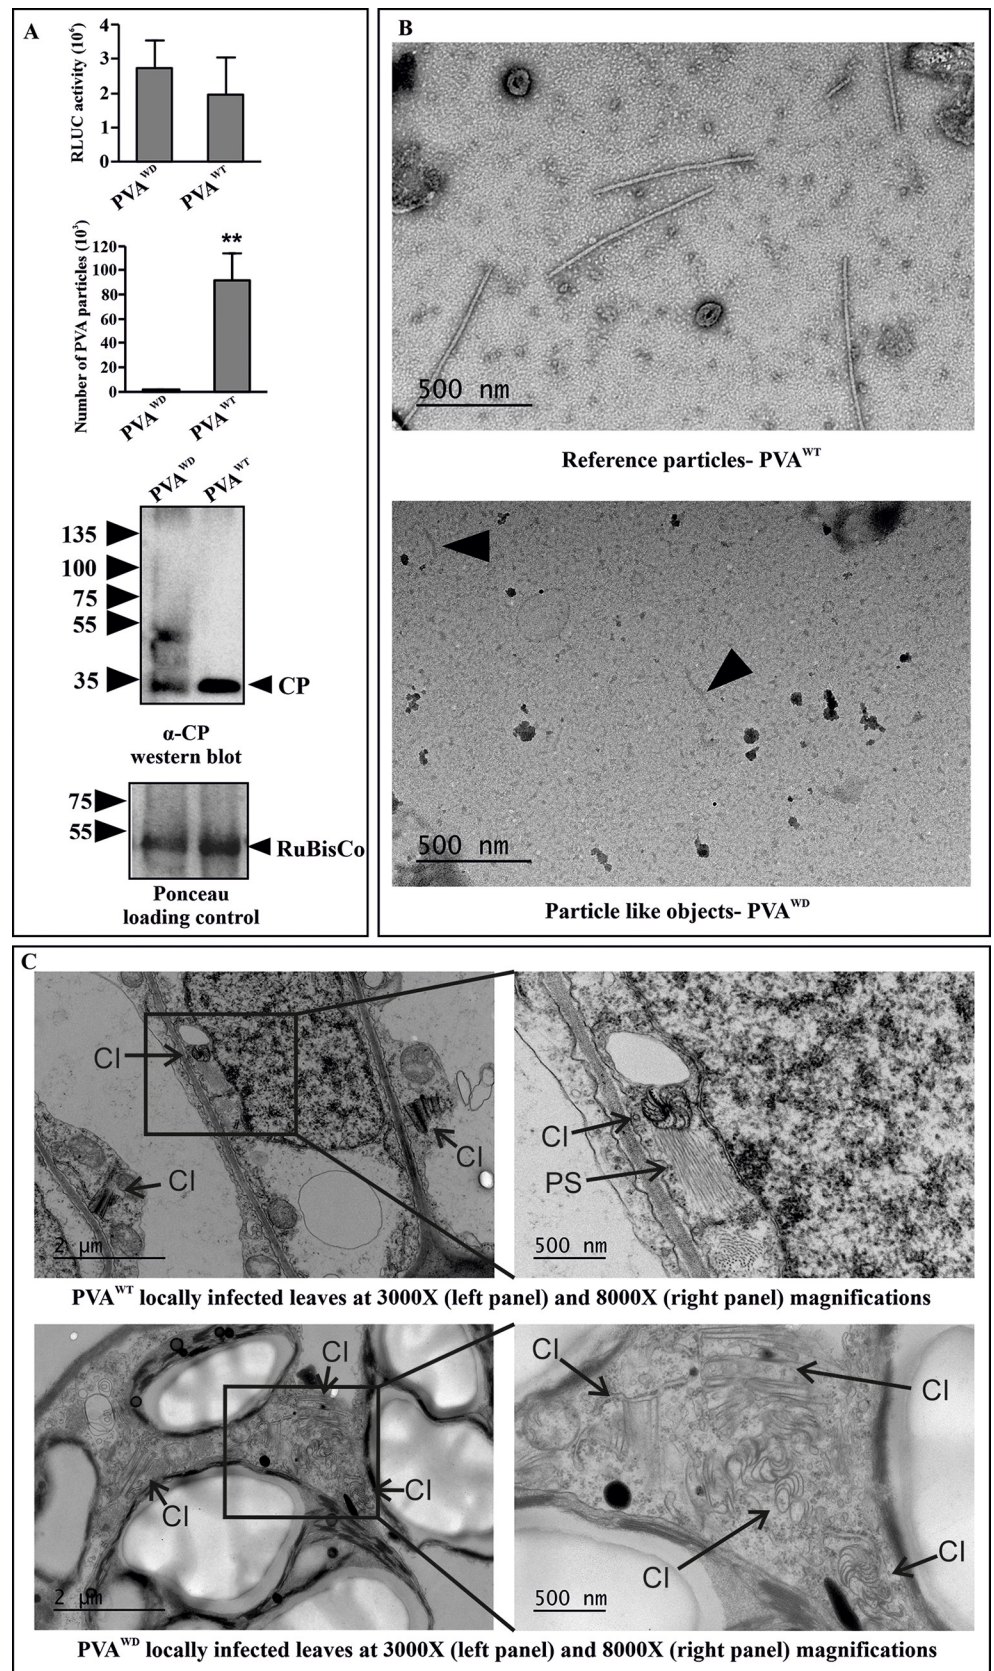 A
RLUC activity (10⁶)
4
3
2
1
0
PVA^WD
PVA^WT
Number of PVA particles (10³)
**
120
100
80
60
40
20
0
PVA^WD
PVA^WT
PVA^WD
PVA^WT
135
100
75
55
35
CP
α-CP
western blot
75
55
RuBisCo
Ponceau
loading control
B
500 nm
Reference particles- PVA^WT
500 nm
Particle like objects- PVA^WD
C
CI
CI
CI
2 µm
CI
PS
500 nm
PVA^WT locally infected leaves at 3000X (left panel) and 8000X (right panel) magnifications
CI
CI
CI
2 µm
CI
CI
CI
CI
500 nm
PVA^WD locally infected leaves at 3000X (left panel) and 8000X (right panel) magnifications